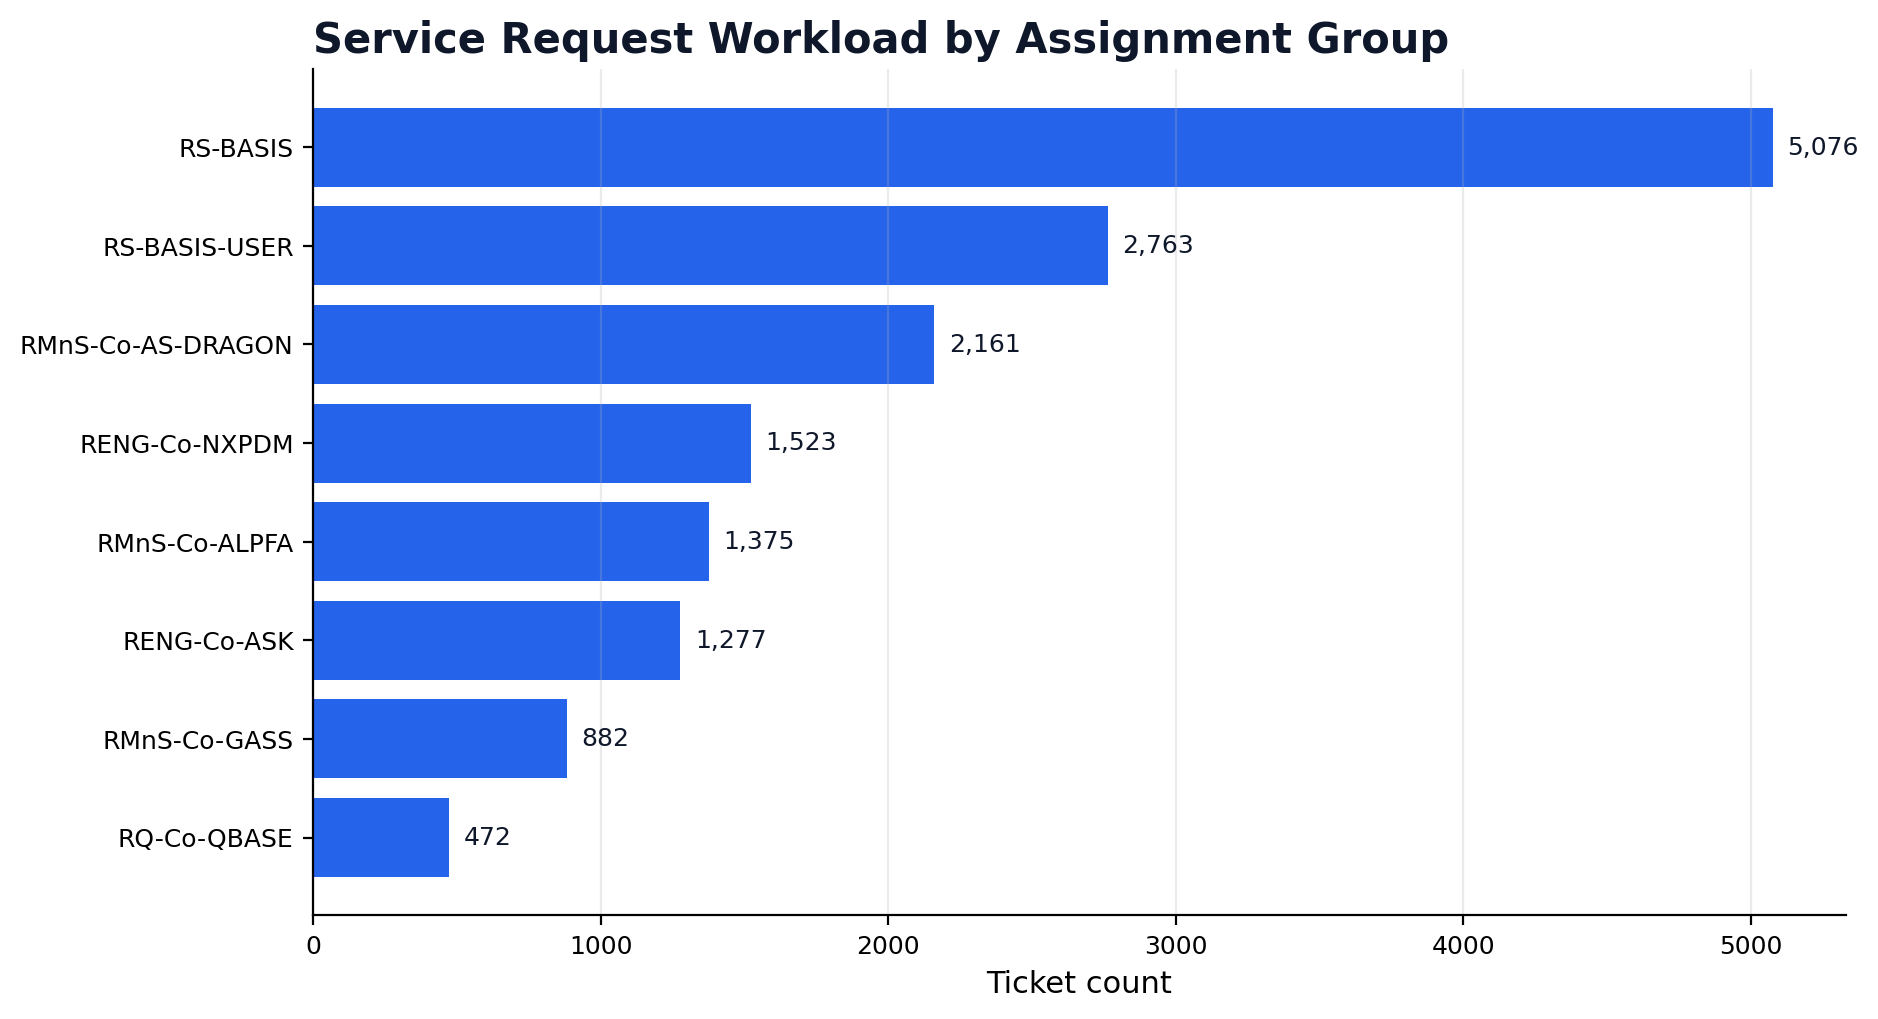 Service Request Workload by Assignment Group
RS-BASIS 5,076
RS-BASIS-USER 2,763
RMnS-Co-AS-DRAGON 2,161
RENG-Co-NXPDM 1,523
RMnS-Co-ALPFA 1,375
RENG-Co-ASK 1,277
RMnS-Co-GASS 882
RQ-Co-QBASE 472
0 1000 2000 3000 4000 5000
Ticket count